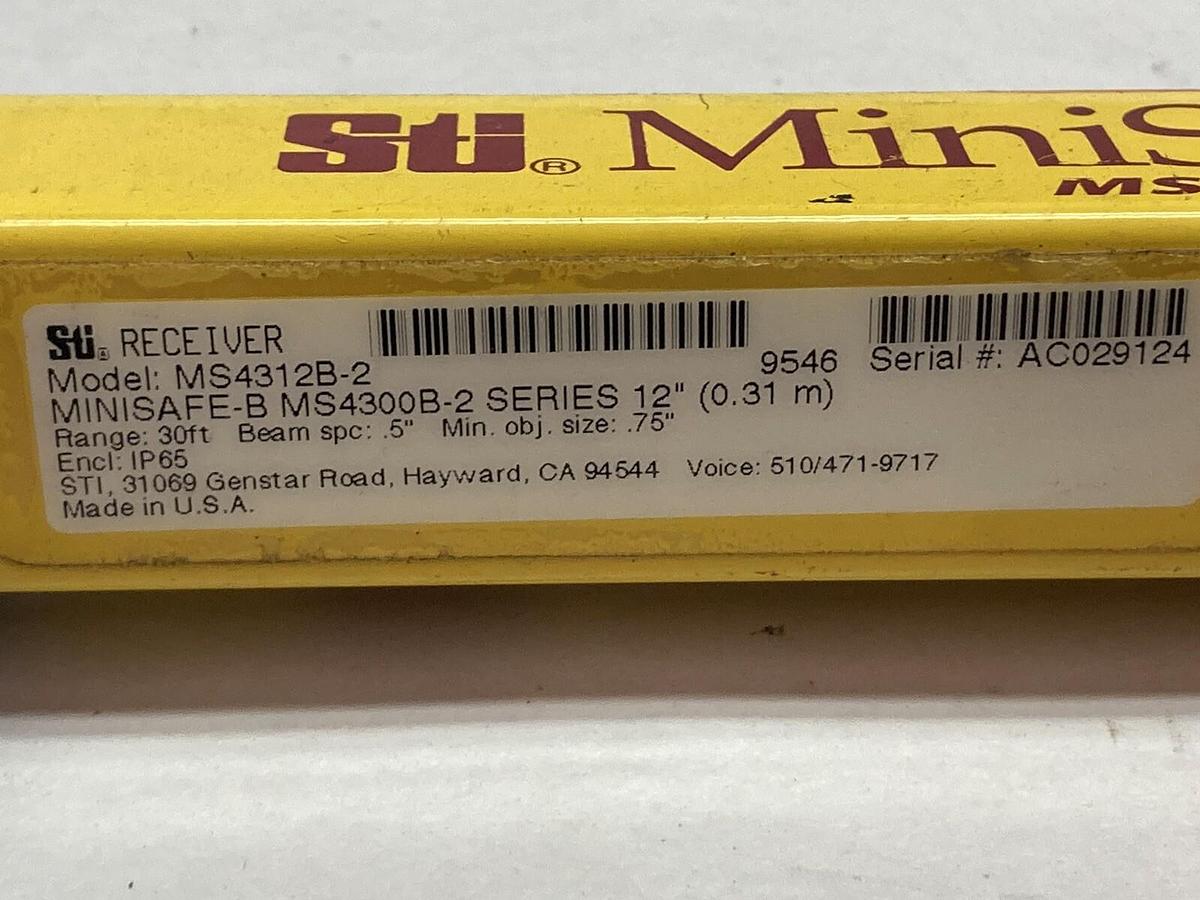 Sti® MiniS
MS
Sti® RECEIVER
Model: MS4312B-2 9546 Serial #: AC029124
MINISAFE-B MS4300B-2 SERIES 12" (0.31 m)
Range: 30ft Beam spc: .5" Min. obj. size: .75"
Encl: IP65
STI, 31069 Genstar Road, Hayward, CA 94544 Voice: 510/471-9717
Made in U.S.A.